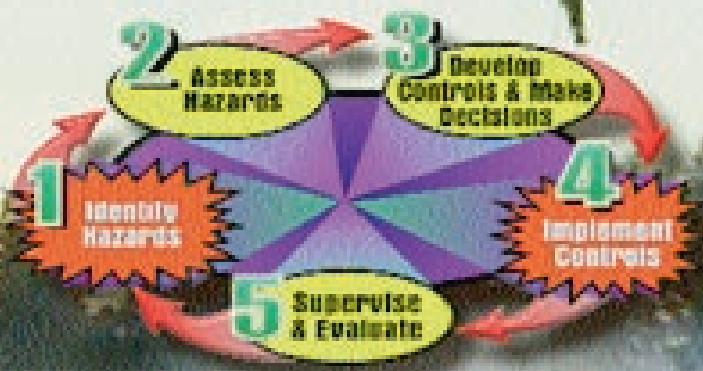 1
Identify
Hazards
2
Assess
Hazards
3
Develop
Controls & Make
Decisions
4
Implement
Controls
5
Supervise
& Evaluate